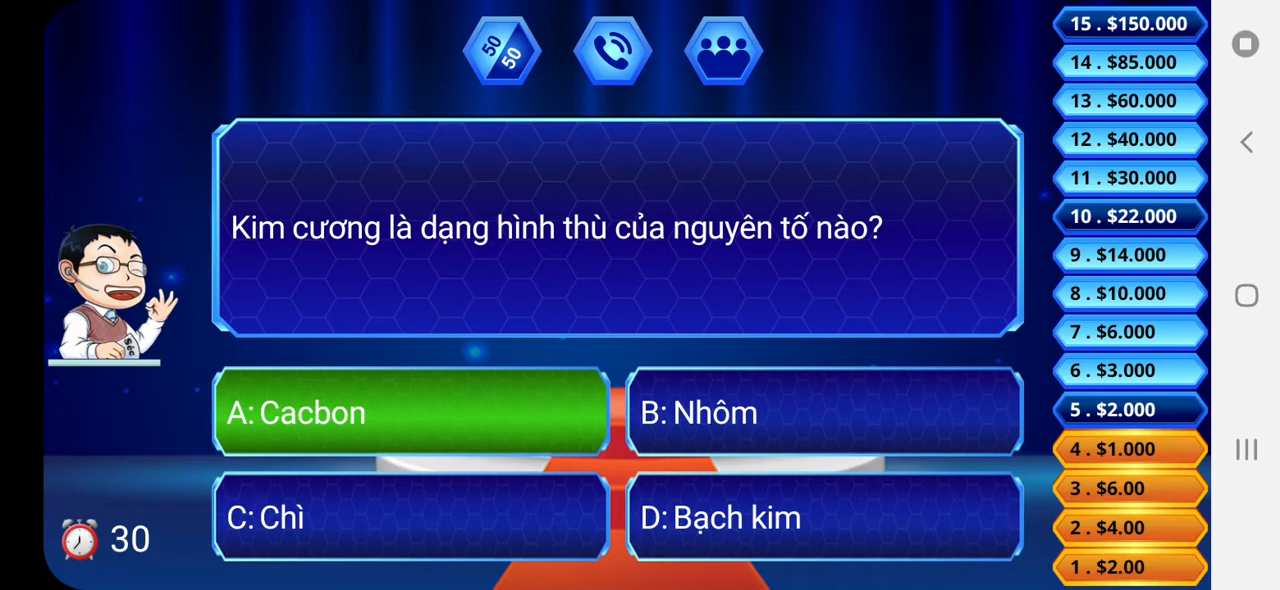 50
50
Kim cương là dạng hình thù của nguyên tố nào?
A: Cacbon
B: Nhôm
C: Chì
D: Bạch kim
30
Séc
15 . $150.000
14 . $85.000
13 . $60.000
12 . $40.000
11 . $30.000
10 . $22.000
9 . $14.000
8 . $10.000
7 . $6.000
6 . $3.000
5 . $2.000
4 . $1.000
3 . $6.00
2 . $4.00
1 . $2.00